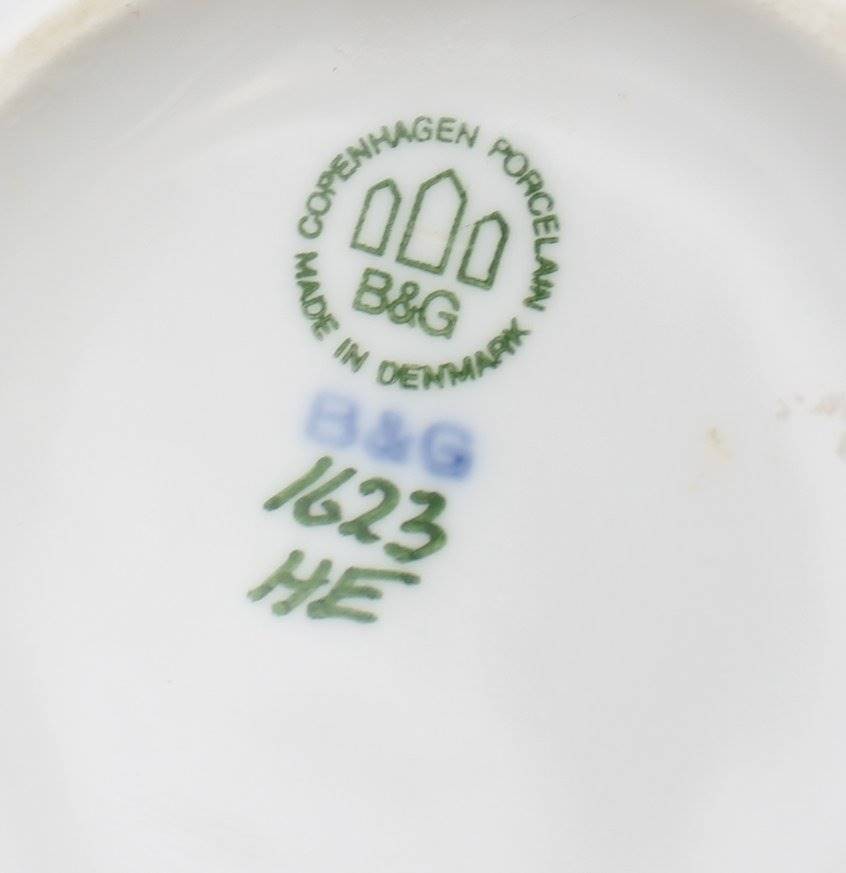 COPENHAGEN PORCELAIN
B&G
MADE IN DENMARK
B&G
1623
HE